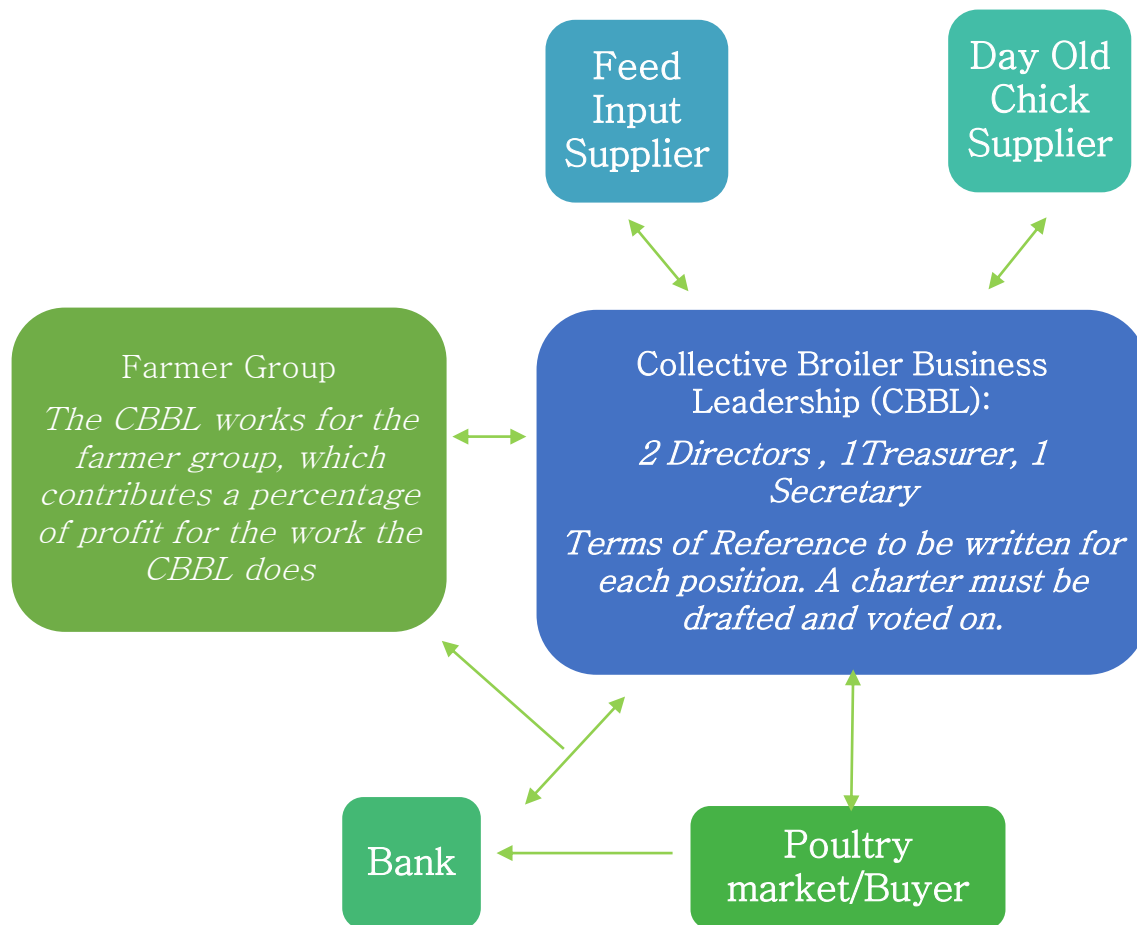 Feed
Input
Supplier
Day Old
Chick
Supplier
Farmer Group
The CBBL works for the
farmer group, which
contributes a percentage
of profit for the work the
CBBL does
Collective Broiler Business
Leadership (CBBL):
2 Directors , 1Treasurer, 1
Secretary
Terms of Reference to be written for
each position. A charter must be
drafted and voted on.
Bank
Poultry
market/Buyer